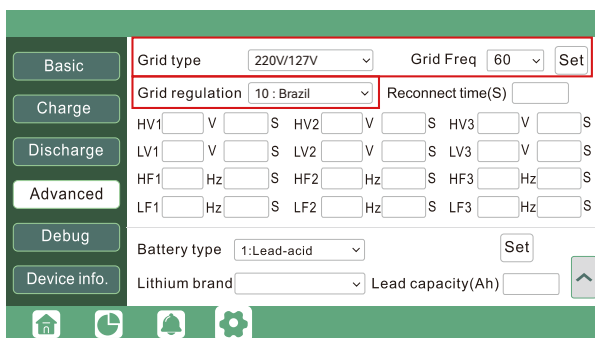 Basic
Charge
Discharge
Advanced
Debug
Device info.
Grid type 220V/127V Grid Freq 60 Set
Grid regulation 10 : Brazil Reconnect time(S)
HV1 V S HV2 V S HV3 V S
LV1 V S LV2 V S LV3 V S
HF1 Hz S HF2 Hz S HF3 Hz S
LF1 Hz S LF2 Hz S LF3 Hz S
Battery type 1:Lead-acid Set
Lithium brand Lead capacity(Ah)